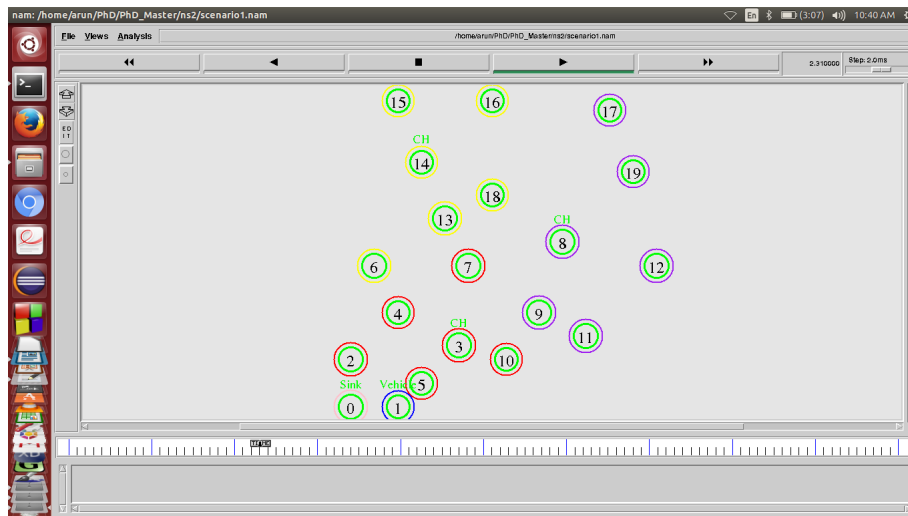 nam: /home/arun/PhD/PhD_Master/ns2/scenario1.nam
En (3:07) 10:40 AM
File Views Analysis /home/arun/PhD/PhD_Master/ns2/scenario1.nam
2.310000 Step: 2.0ms
E D
I T
15 16 17
CH
14
19
18
13
CH
8
6 7 12
4 9
11
CH
3
2 10
5
Sink Vehic
0 1